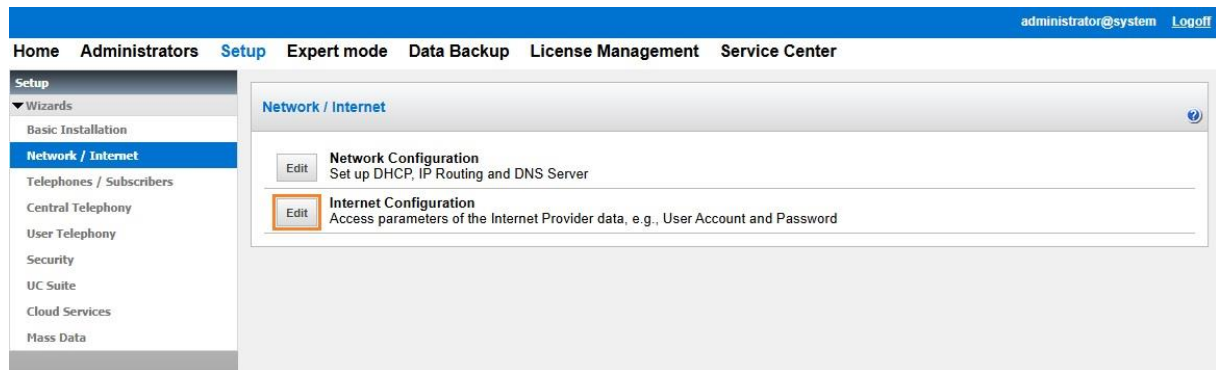 administrator@system Logoff
Home Administrators Setup Expert mode Data Backup License Management Service Center
Setup
Wizards
Basic Installation
Network / Internet
Telephones / Subscribers
Central Telephony
User Telephony
Security
UC Suite
Cloud Services
Mass Data
Network / Internet
Edit
Network Configuration
Set up DHCP, IP Routing and DNS Server
Edit
Internet Configuration
Access parameters of the Internet Provider data, e.g., User Account and Password